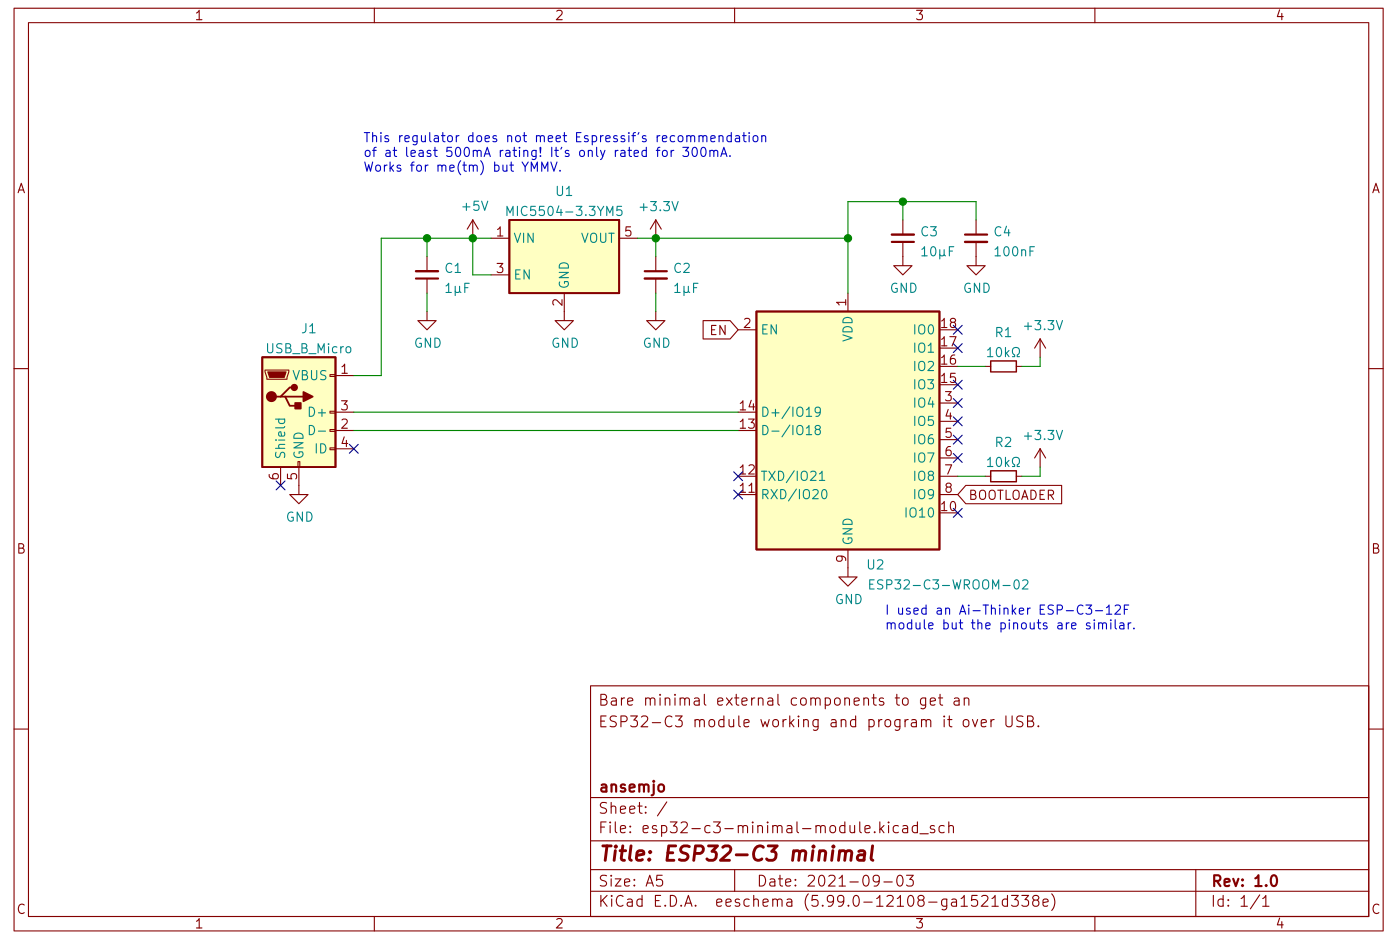 1 2 3 4
This regulator does not meet Espressif's recommendation
of at least 500mA rating! It's only rated for 300mA.
Works for me(tm) but YMMV.
A A
U1
MIC5504-3.3YM5
+5V
+3.3V
1 VIN VOUT 5
3 EN
GND
2
C1
1µF
C2
1µF
GND GND GND
C3
10µF
C4
100nF
GND GND
J1
USB_B_Micro
VBUS 1
D+ 3
D- 2
ID 4
Shield
GND
6 5
GND
1
VDD
EN 2 EN
14 D+/IO19
13 D-/IO18
12 TXD/IO21
11 RXD/IO20
IO0 18
IO1 17
IO2 16
IO3 15
IO4 3
IO5 4
IO6 5
IO7 6
IO8 7
IO9 8
IO10 10
R1
10kΩ
+3.3V
R2
10kΩ
+3.3V
BOOTLOADER
GND
9
GND
U2
ESP32-C3-WROOM-02
I used an Ai-Thinker ESP-C3-12F
module but the pinouts are similar.
B B
Bare minimal external components to get an
ESP32-C3 module working and program it over USB.
ansemjo
Sheet: /
File: esp32-c3-minimal-module.kicad_sch
Title: ESP32-C3 minimal
Size: A5 Date: 2021-09-03 Rev: 1.0
KiCad E.D.A. eeschema (5.99.0-12108-ga1521d338e) Id: 1/1
C C
1 2 3 4